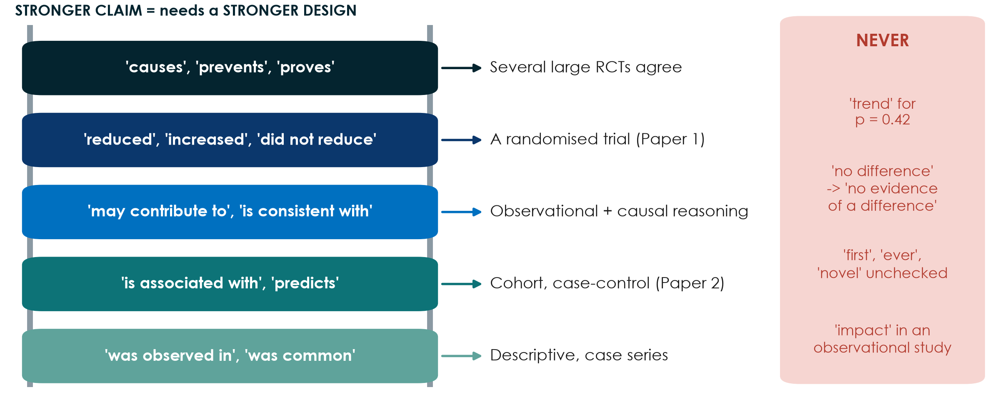 STRONGER CLAIM = needs a STRONGER DESIGN
'causes', 'prevents', 'proves'
Several large RCTs agree
'reduced', 'increased', 'did not reduce'
A randomised trial (Paper 1)
'may contribute to', 'is consistent with'
Observational + causal reasoning
'is associated with', 'predicts'
Cohort, case-control (Paper 2)
'was observed in', 'was common'
Descriptive, case series
NEVER
'trend' for
p = 0.42
'no difference'
-> 'no evidence
of a difference'
'first', 'ever',
'novel' unchecked
'impact' in an
observational study